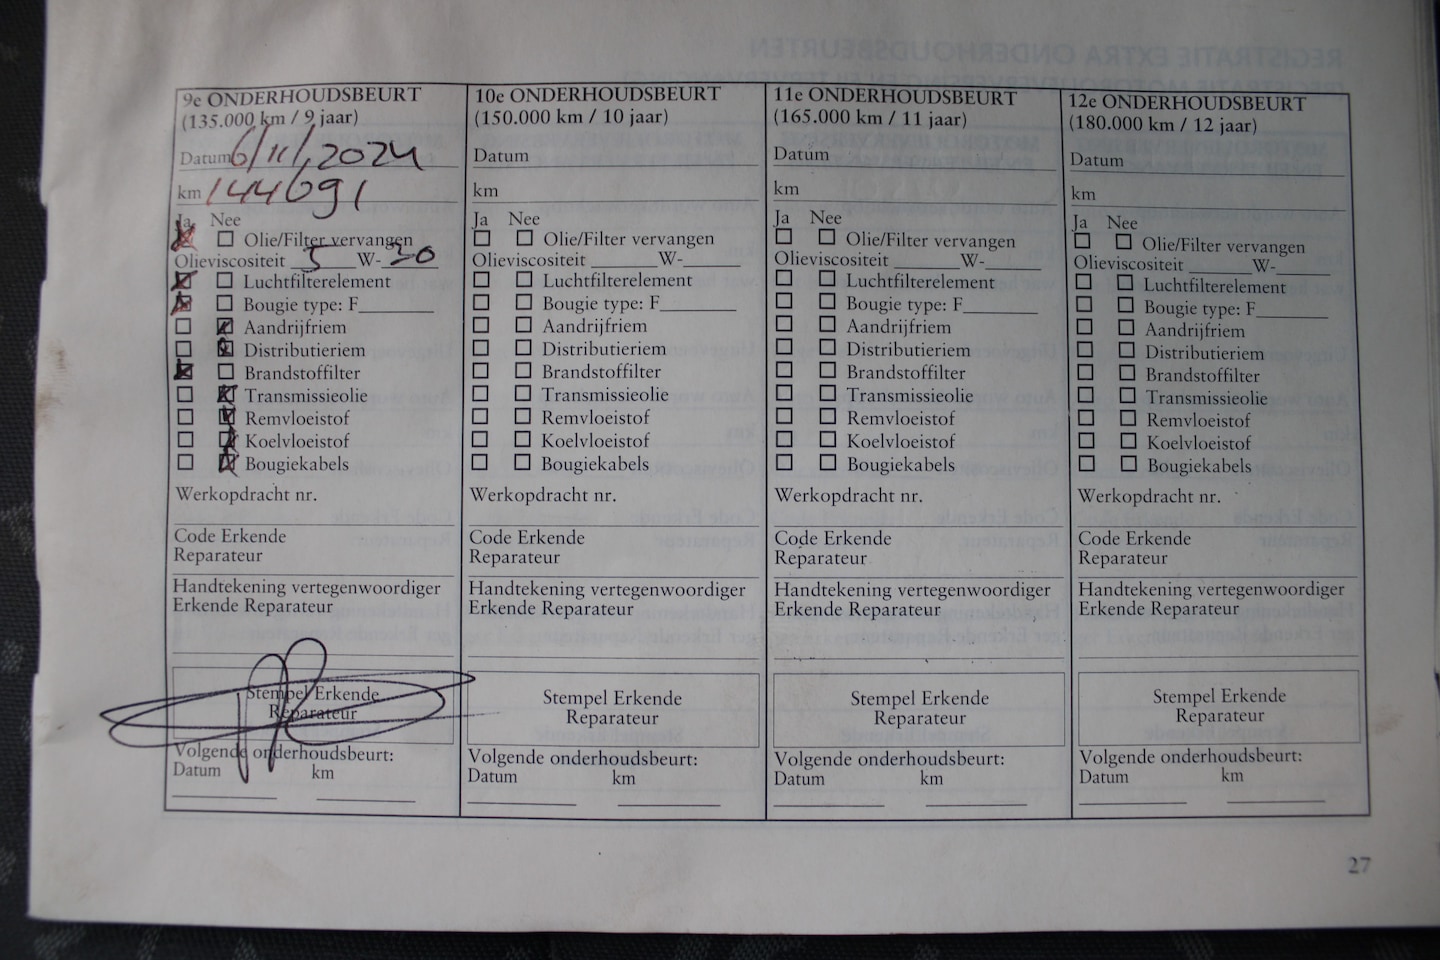 REGISTRATIE EXTRA ONDERHOUDSBEURTEN
9e ONDERHOUDSBEURT
(135.000 km / 9 jaar)
Datum 6/11/2024
km 144691
Ja Nee
Olie/Filter vervangen
Olieviscositeit 5 W-30
Luchtfilterelement
Bougie type: F
Aandrijfriem
Distributieriem
Brandstoffilter
Transmissieolie
Remvloeistof
Koelvloeistof
Bougiekabels
Werkopdracht nr.
Code Erkende
Reparateur
Handtekening vertegenwoordiger
Erkende Reparateur
Stempel Erkende
Reparateur
Volgende onderhoudsbeurt:
Datum km
10e ONDERHOUDSBEURT
(150.000 km / 10 jaar)
Datum
km
Ja Nee
Olie/Filter vervangen
Olieviscositeit W-
Luchtfilterelement
Bougie type: F
Aandrijfriem
Distributieriem
Brandstoffilter
Transmissieolie
Remvloeistof
Koelvloeistof
Bougiekabels
Werkopdracht nr.
Code Erkende
Reparateur
Handtekening vertegenwoordiger
Erkende Reparateur
Stempel Erkende
Reparateur
Volgende onderhoudsbeurt:
Datum km
11e ONDERHOUDSBEURT
(165.000 km / 11 jaar)
Datum
km
Ja Nee
Olie/Filter vervangen
Olieviscositeit W-
Luchtfilterelement
Bougie type: F
Aandrijfriem
Distributieriem
Brandstoffilter
Transmissieolie
Remvloeistof
Koelvloeistof
Bougiekabels
Werkopdracht nr.
Code Erkende
Reparateur
Handtekening vertegenwoordiger
Erkende Reparateur
Stempel Erkende
Reparateur
Volgende onderhoudsbeurt:
Datum km
12e ONDERHOUDSBEURT
(180.000 km / 12 jaar)
Datum
km
Ja Nee
Olie/Filter vervangen
Olieviscositeit W-
Luchtfilterelement
Bougie type: F
Aandrijfriem
Distributieriem
Brandstoffilter
Transmissieolie
Remvloeistof
Koelvloeistof
Bougiekabels
Werkopdracht nr.
Code Erkende
Reparateur
Handtekening vertegenwoordiger
Erkende Reparateur
Stempel Erkende
Reparateur
Volgende onderhoudsbeurt:
Datum km
27